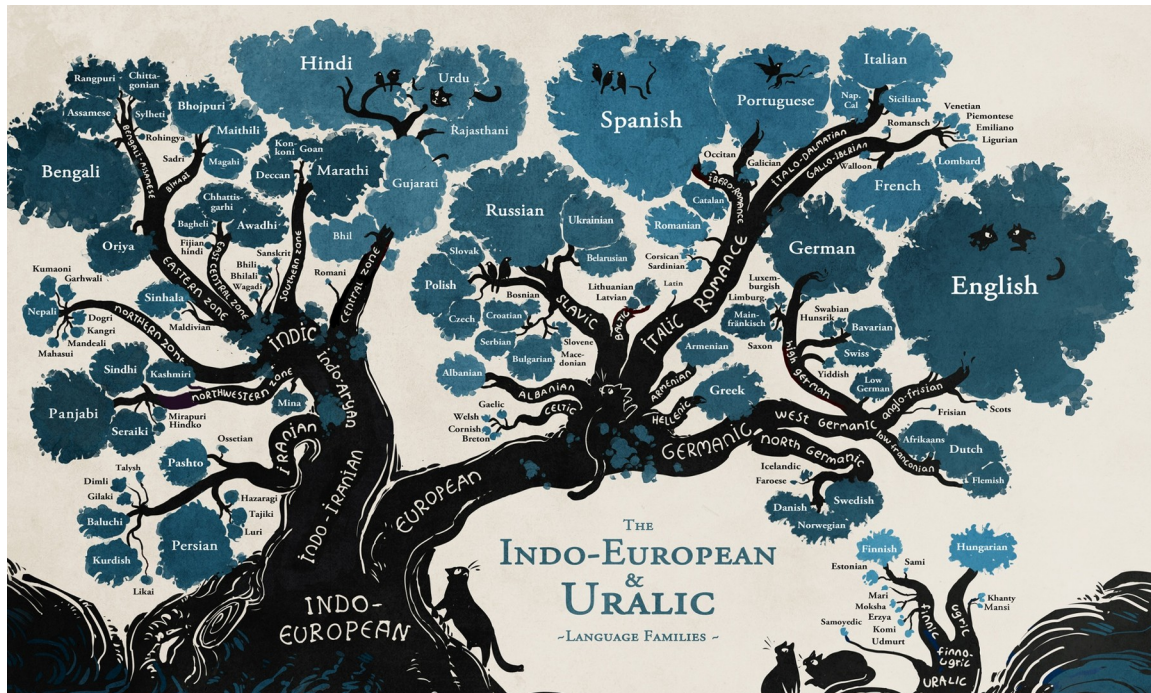 Hindi
Urdu
Rajasthani
Gujarati
Bhil
Rangpuri
Chitta-
gonian
Assamese
Sylheti
Rohingya
Bengali
Oriya
BENGALI-ASSAMESE
Bhojpuri
Maithili
Sadri
Magahi
BIHARI
EASTERN ZONE
Chhattis-
garhi
Bagheli
Awadhi
Fijian
hindi
EAST CENTRAL ZONE
Kon-
koni
Goan
Deccan
Marathi
SOUTHERN ZONE
Sanskrit
Bhili
Bhilali
Wagadi
Romani
CENTRAL ZONE
Sinhala
Maldivian
Kumaoni
Garhwali
Nepali
Dogri
Kangri
Mandeali
Mahasui
NORTHERN ZONE
INDIC
INDO-ARYAN
Sindhi
Kashmiri
Panjabi
Seraiki
Mirapuri
Hindko
NORTHWESTERN ZONE
Mina
IRANIAN
Ossetian
Pashto
Talysh
Dimli
Gilaki
Baluchi
Kurdish
Likai
Persian
Hazaragi
Tajiki
Luri
INDO-IRANIAN
EUROPEAN
INDO-
EUROPEAN
Spanish
Portuguese
Occitan
Galician
Catalan
IBERO-ROMANCE
Italian
Nap.
Cal
Sicilian
ITALO-DALMATIAN
GALLO-IBERIAN
Romansch
Venetian
Piemontese
Emiliano
Ligurian
Lombard
Walloon
French
Romanian
Corsican
Sardinian
Latin
ROMANCE
ITALIC
Russian
Ukrainian
Belarusian
Slovak
Polish
Czech
Bosnian
Croatian
Serbian
Bulgarian
Slovene
Mace-
donian
SLAVIC
Lithuanian
Latvian
BALTIC
Albanian
ALBANIAN
Gaelic
Welsh
Cornish
Breton
CELTIC
Armenian
ARMENIAN
Greek
HELLENIC
German
Luxem-
burgish
Limburg.
Main-
fränkisch
Saxon
Swabian
Hunsrik
Bavarian
Swiss
Yiddish
Low
German
high german
English
anglo-frisian
Frisian
Scots
GERMANIC
WEST Germanic
low franconian
Afrikaans
Dutch
Flemish
north Germanic
Icelandic
Faroese
Danish
Swedish
Norwegian
THE
INDO-EUROPEAN
&
URALIC
~LANGUAGE FAMILIES ~
Finnish
Estonian
Sami
Mari
Moksha
Erzya
Komi
Udmurt
Samoyedic
finnic
Hungarian
Khanty
Mansi
ugric
finno-
ugric
URALIC